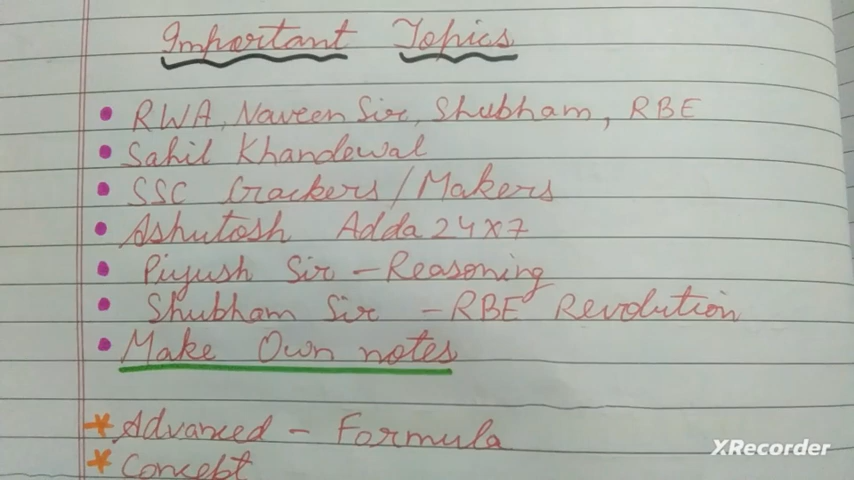 Important Topics
RWA, Naveen Sir, Shubham, RBE
Sahil Khandewal
SSC Crackers/Makers
Ashutosh Adda 24x7
Piyush Sir - Reasoning
Shubham Sir - RBE Revolution
Make Own notes
Advanced - Formula
Concept
XRecorder